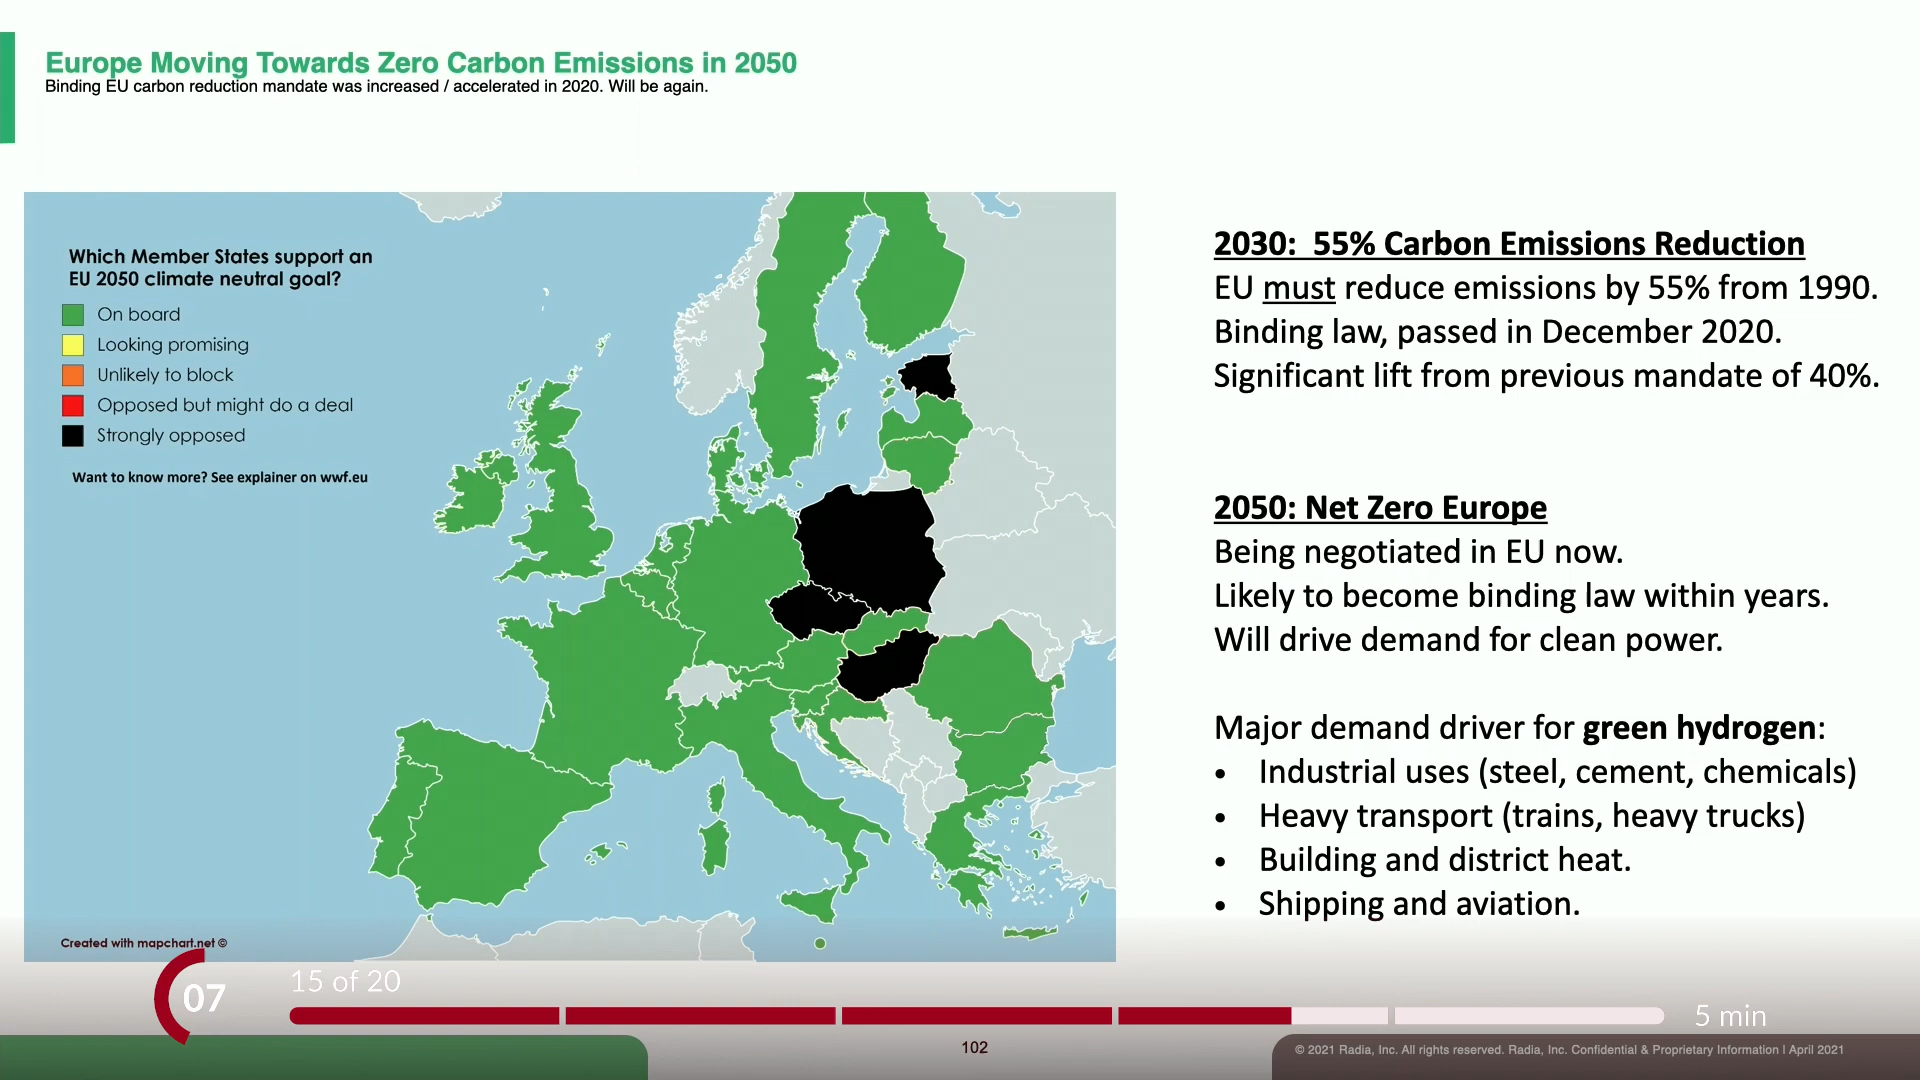 Europe Moving Towards Zero Carbon Emissions in 2050
Binding EU carbon reduction mandate was increased / accelerated in 2020. Will be again.
Which Member States support an
EU 2050 climate neutral goal?
On board
Looking promising
Unlikely to block
Opposed but might do a deal
Strongly opposed
Want to know more? See explainer on wwf.eu
Created with mapchart.net ©
2030: 55% Carbon Emissions Reduction
EU must reduce emissions by 55% from 1990.
Binding law, passed in December 2020.
Significant lift from previous mandate of 40%.
2050: Net Zero Europe
Being negotiated in EU now.
Likely to become binding law within years.
Will drive demand for clean power.
Major demand driver for green hydrogen:
• Industrial uses (steel, cement, chemicals)
• Heavy transport (trains, heavy trucks)
• Building and district heat.
• Shipping and aviation.
07
15 of 20
5 min
102
© 2021 Radia, Inc. All rights reserved. Radia, Inc. Confidential & Proprietary Information I April 2021